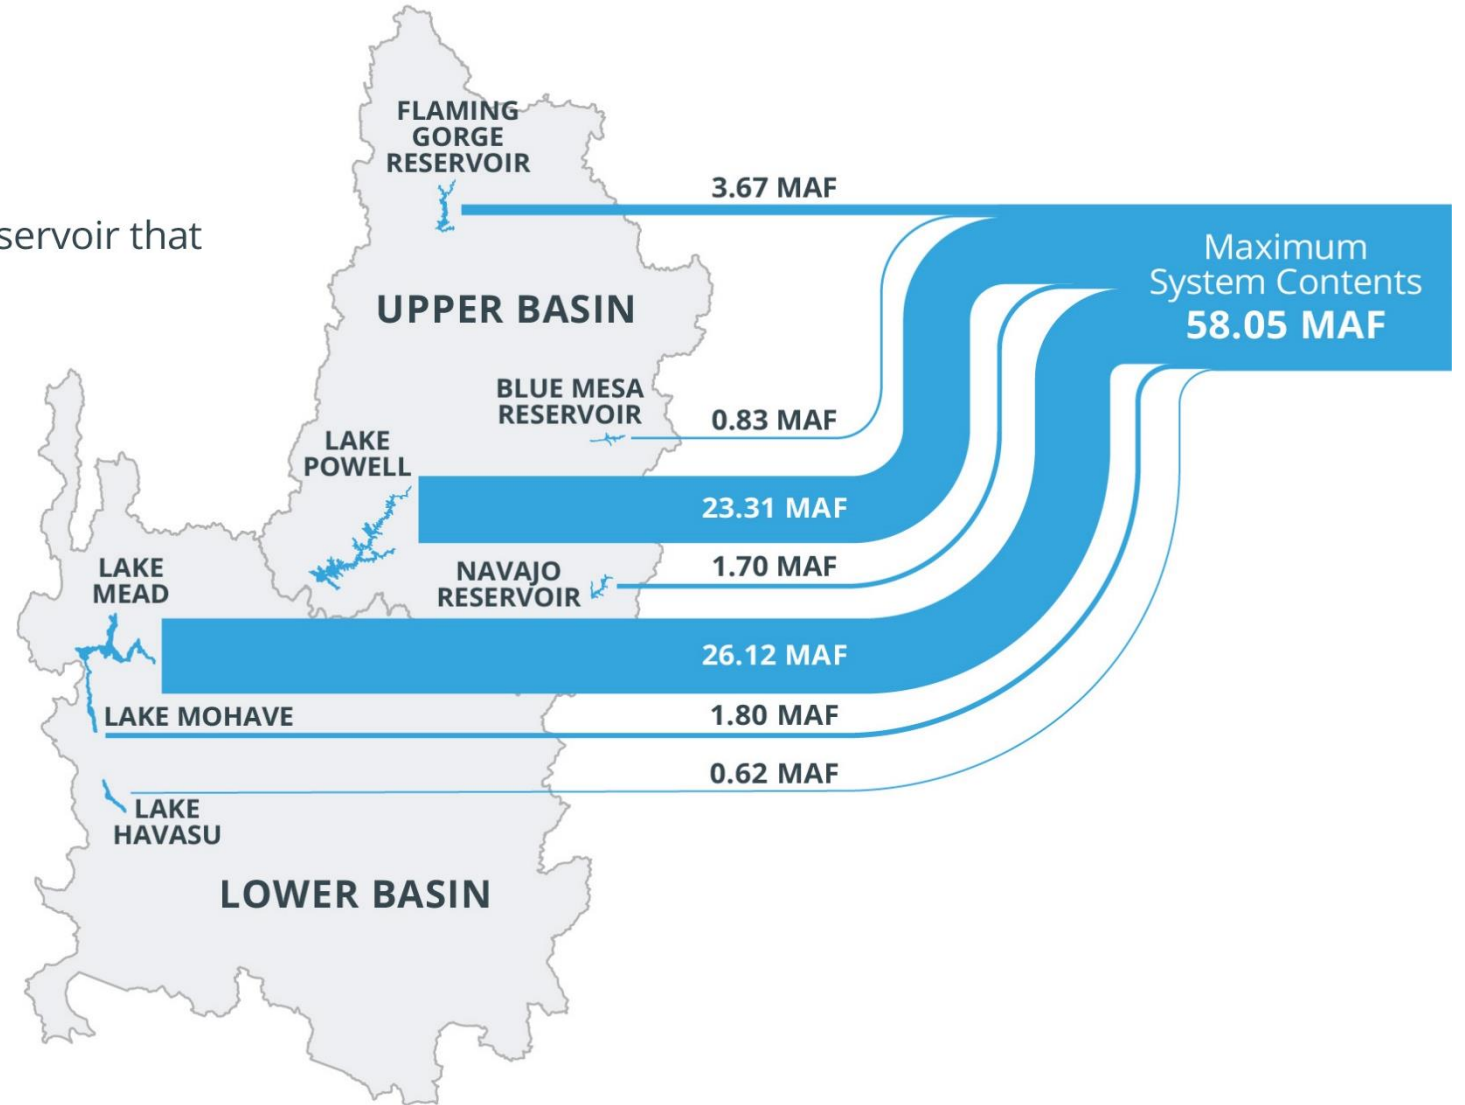 FLAMING
GORGE
RESERVOIR
3.67 MAF
servoir that
Maximum
System Contents
58.05 MAF
UPPER BASIN
BLUE MESA
RESERVOIR
0.83 MAF
LAKE
POWELL
23.31 MAF
LAKE
MEAD
NAVAJO
RESERVOIR
1.70 MAF
26.12 MAF
LAKE MOHAVE
1.80 MAF
0.62 MAF
LAKE
HAVASU
LOWER BASIN